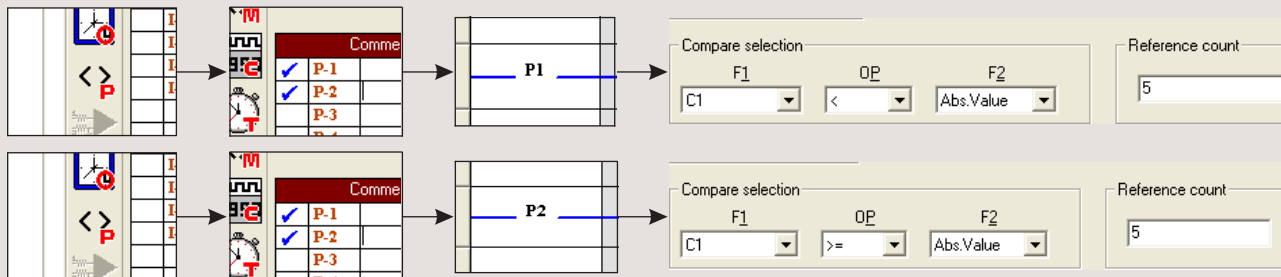 I-
I-
I-
I-
P
M
C
T
Comme
P-1
P-2
P-3
P1
Compare selection
F1
OP
F2
C1
<
Abs.Value
Reference count
5
I-
I-
I-
I-
P
M
C
T
Comme
P-1
P-2
P-3
P2
Compare selection
F1
OP
F2
C1
>=
Abs.Value
Reference count
5